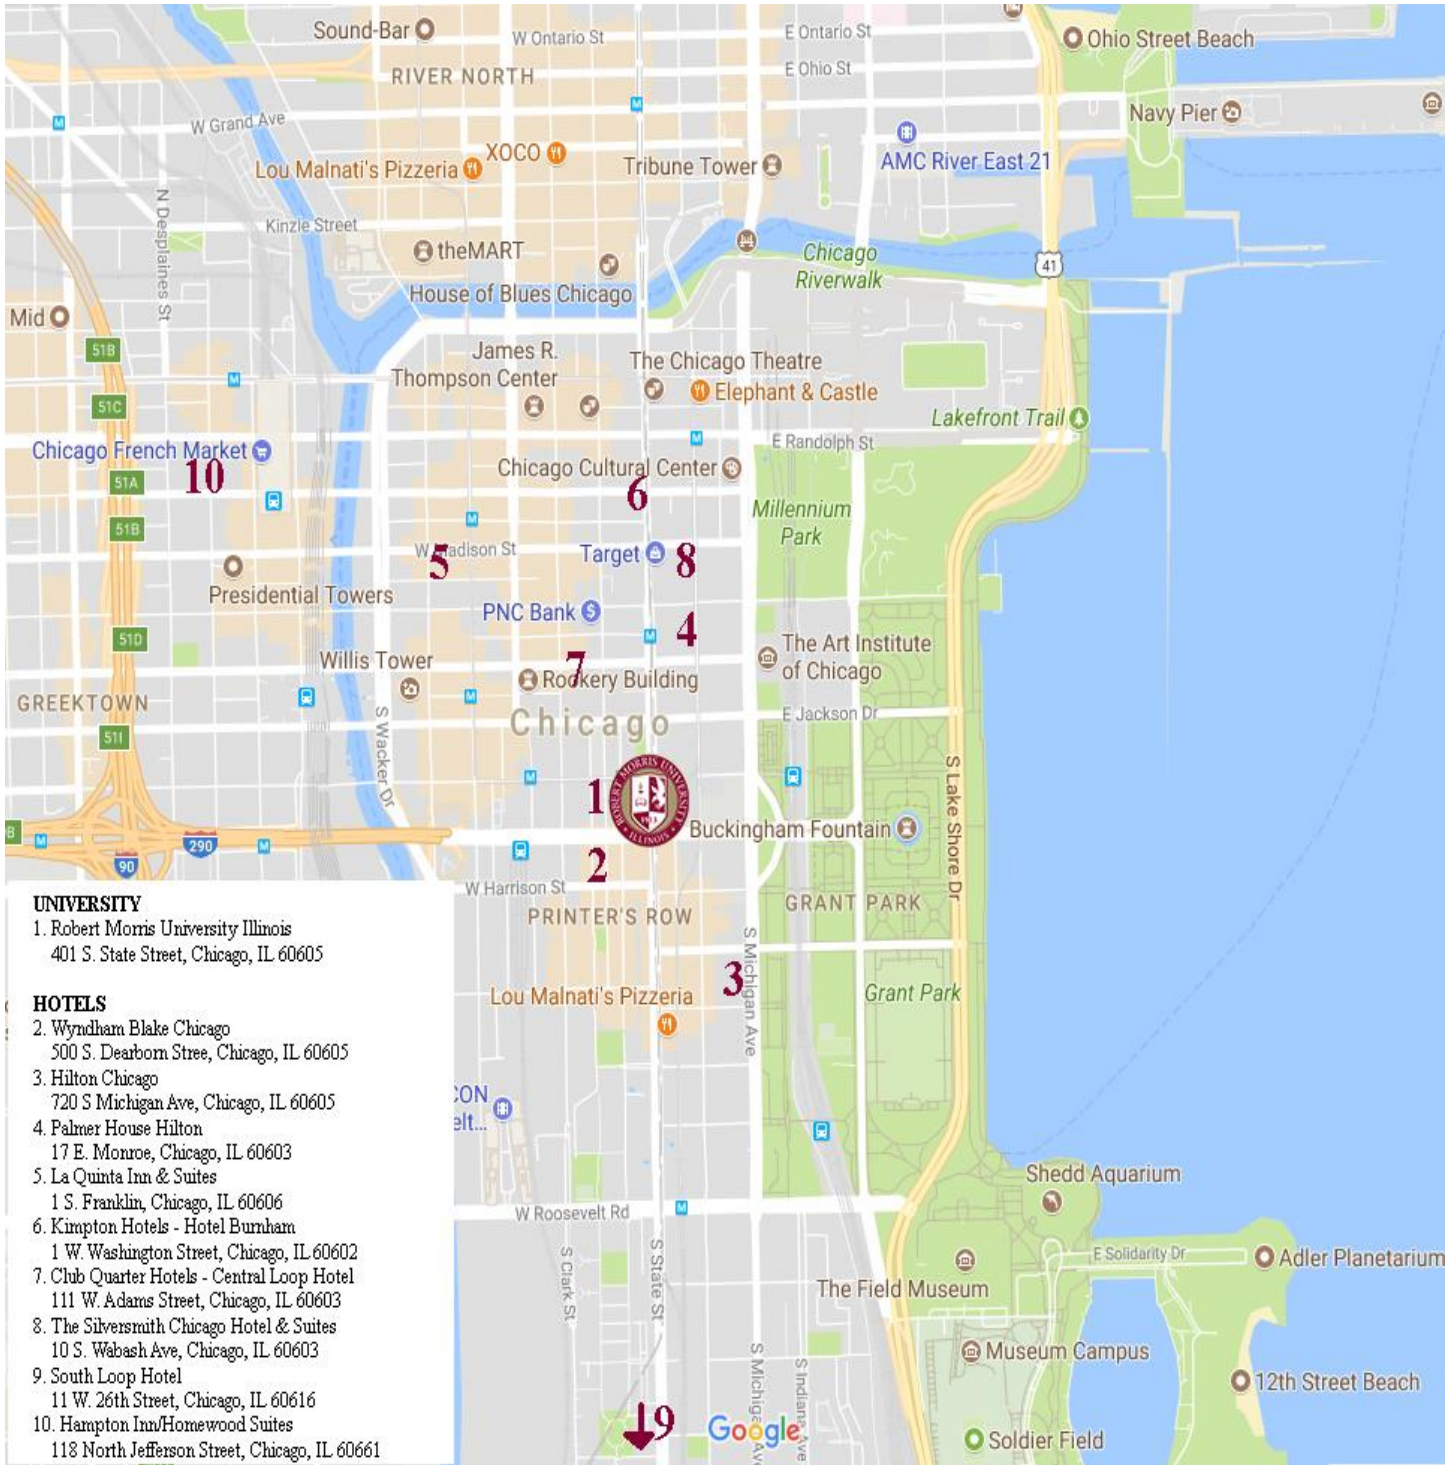 Sound-Bar
W Ontario St
E Ontario St
Ohio Street Beach
RIVER NORTH
E Ohio St
M
Navy Pier
W Grand Ave
M
AMC River East 21
XOCO
Lou Malnati's Pizzeria
Tribune Tower
N Desplaines St
Kinzie Street
theMART
Chicago
Riverwalk
41
House of Blues Chicago
Mid
51B
James R.
Thompson Center
The Chicago Theatre
M
Elephant & Castle
51C
Lakefront Trail
Chicago French Market
M
E Randolph St
10
Chicago Cultural Center
51A
6
Millennium
Park
51B
M
W Madison St
5
Target
8
Presidential Towers
PNC Bank
4
M
51D
The Art Institute
of Chicago
Willis Tower
7
Rookery Building
M
GREEKTOWN
Chicago
E Jackson Dr
S Wacker Dr
51I
M
1
ROBERT MORRIS UNIVERSITY
ILLINOIS
S Lake Shore Dr
B
M
290
M
90
Buckingham Fountain
2
W Harrison St
PRINTER'S ROW
GRANT PARK
S Michigan Ave
3
Lou Malnati's Pizzeria
Grant Park
CON
elt...
Shedd Aquarium
W Roosevelt Rd
M
S Clark St
S State St
E Solidarity Dr
Adler Planetarium
The Field Museum
Museum Campus
S Michigan Av
S Indiana Ave
12th Street Beach
9
Google
Soldier Field
UNIVERSITY
1. Robert Morris University Illinois
401 S. State Street, Chicago, IL 60605
HOTELS
2. Wyndham Blake Chicago
500 S. Dearborn Stree, Chicago, IL 60605
3. Hilton Chicago
720 S Michigan Ave, Chicago, IL 60605
4. Palmer House Hilton
17 E. Monroe, Chicago, IL 60603
5. La Quinta Inn & Suites
1 S. Franklin, Chicago, IL 60606
6. Kimpton Hotels - Hotel Burnham
1 W. Washington Street, Chicago, IL 60602
7. Club Quarter Hotels - Central Loop Hotel
111 W. Adams Street, Chicago, IL 60603
8. The Silversmith Chicago Hotel & Suites
10 S. Wabash Ave, Chicago, IL 60603
9. South Loop Hotel
11 W. 26th Street, Chicago, IL 60616
10. Hampton Inn/Homewood Suites
118 North Jefferson Street, Chicago, IL 60661